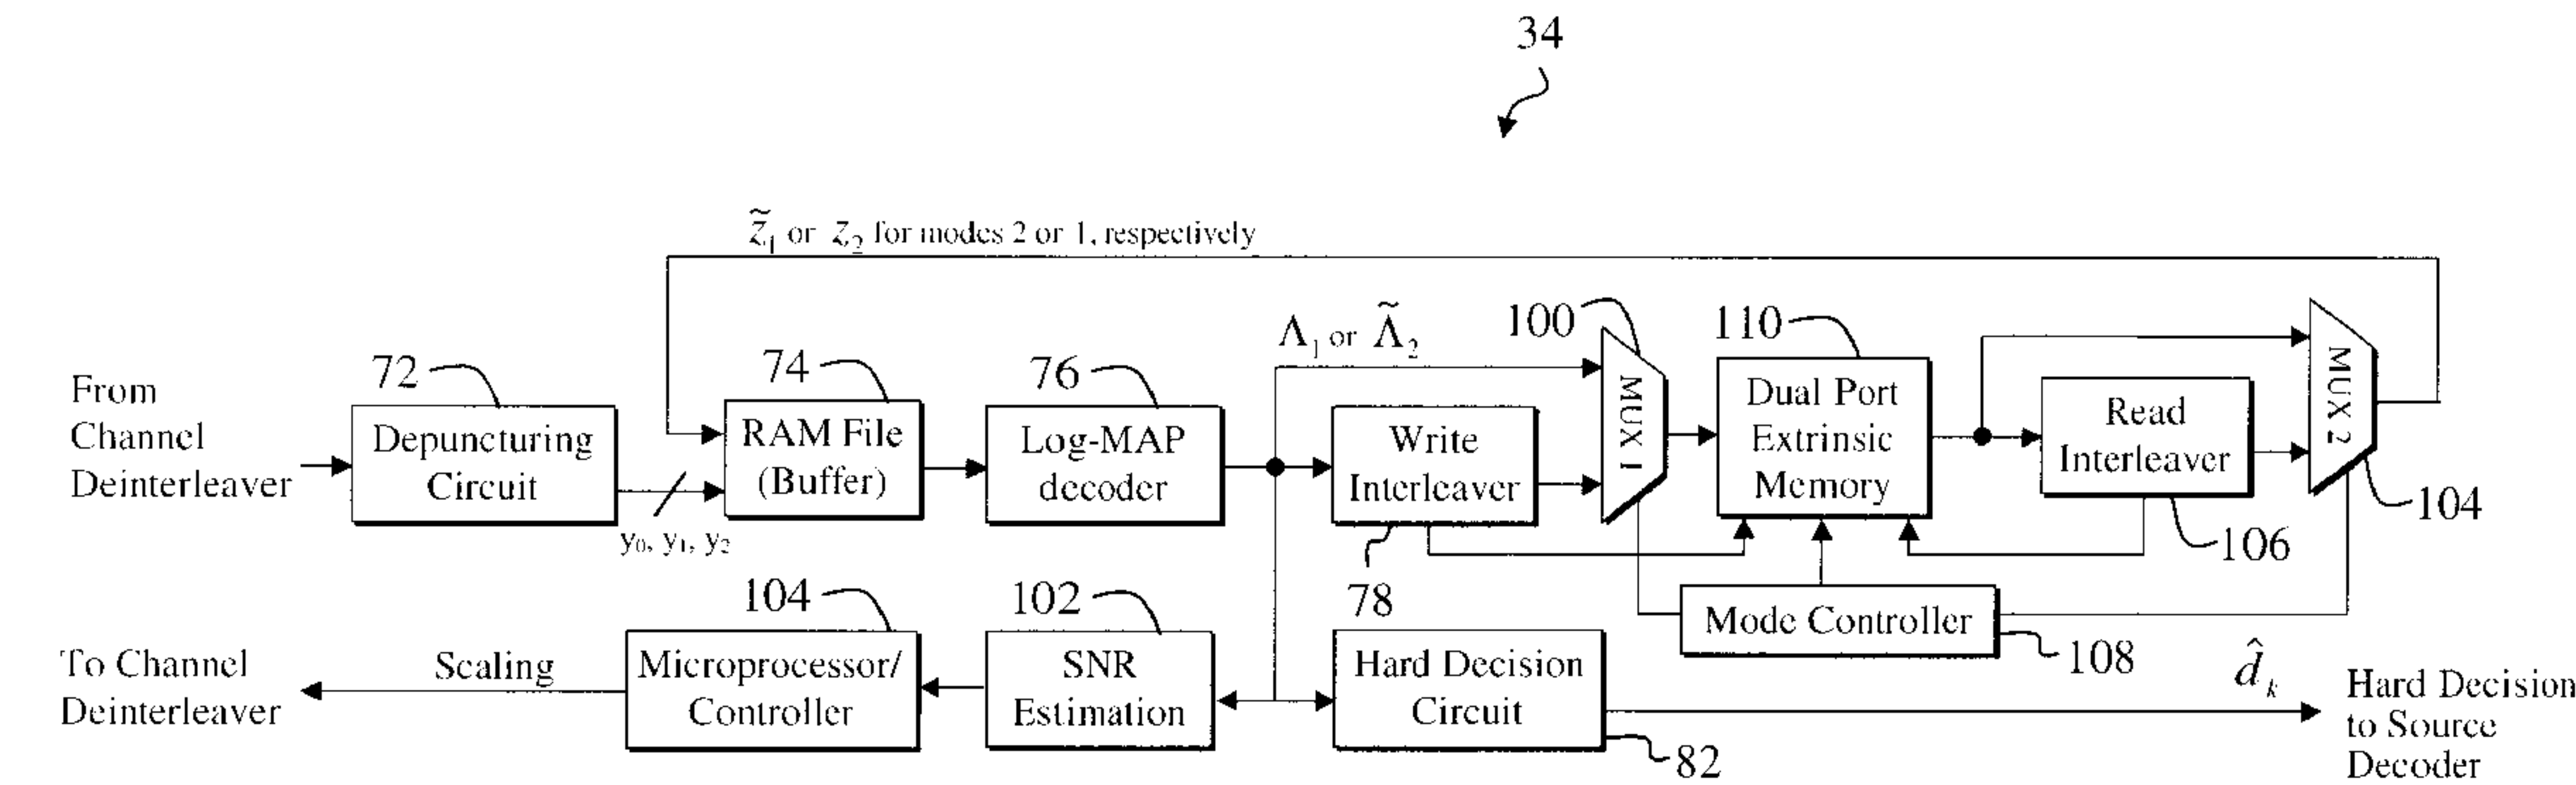 34
z̃₁ or z₂ for modes 2 or 1, respectively
From
Channel
Deinterleaver
72
Depuncturing
Circuit
y₀, y₁, y₂
74
RAM File
(Buffer)
76
Log-MAP
decoder
Λ₁ or Λ̃₂
Write
Interleaver
78
100
MUX 1
110
Dual Port
Extrinsic
Memory
Read
Interleaver
106
MUX 2
104
Mode Controller
108
To Channel
Deinterleaver
Scaling
104
Microprocessor/
Controller
102
SNR
Estimation
Hard Decision
Circuit
82
d̂ₖ
Hard Decision
to Source
Decoder